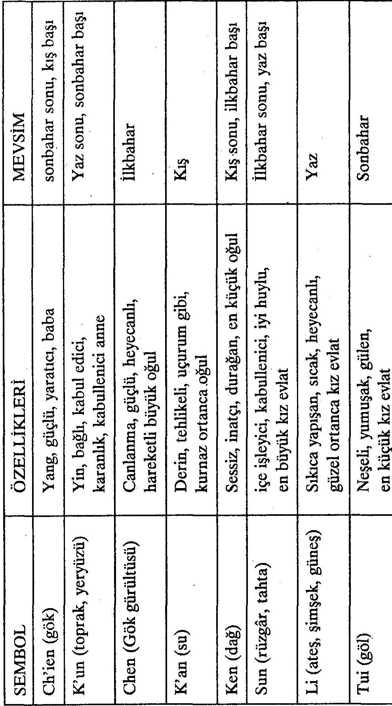 SEMBOL ÖZELLİKLERİ MEVSİM
Ch'ien (gök) Yang, güçlü, yaratıcı, baba sonbahar sonu, kış başı
K'un (toprak, yeryüzü) Yin, bağlı, kabul edici, Yaz sonu, sonbahar başı
karanlık, kabullenici anne
Chen (Gök gürültüsü) Canlanma, güçlü, heyecanlı, İlkbahar
hareketli büyük oğul
K'an (su) Derin, tehlikeli, uçurum gibi, Kış
kurnaz ortanca oğul
Ken (dağ) Sessiz, inatçı, durağan, en küçük oğul Kış sonu, ilkbahar başı
Sun (rüzgâr, tahta) içe işleyici, kabullenici, iyi huylu, İlkbahar sonu, yaz başı
en büyük kız evlat
Li (ateş, şimşek, güneş) Sıkıca yapışan, sıcak, heyecanlı, Yaz
güzel ortanca kız evlat
Tui (göl) Neşeli, yumuşak, gülen, Sonbahar
en küçük kız evlat